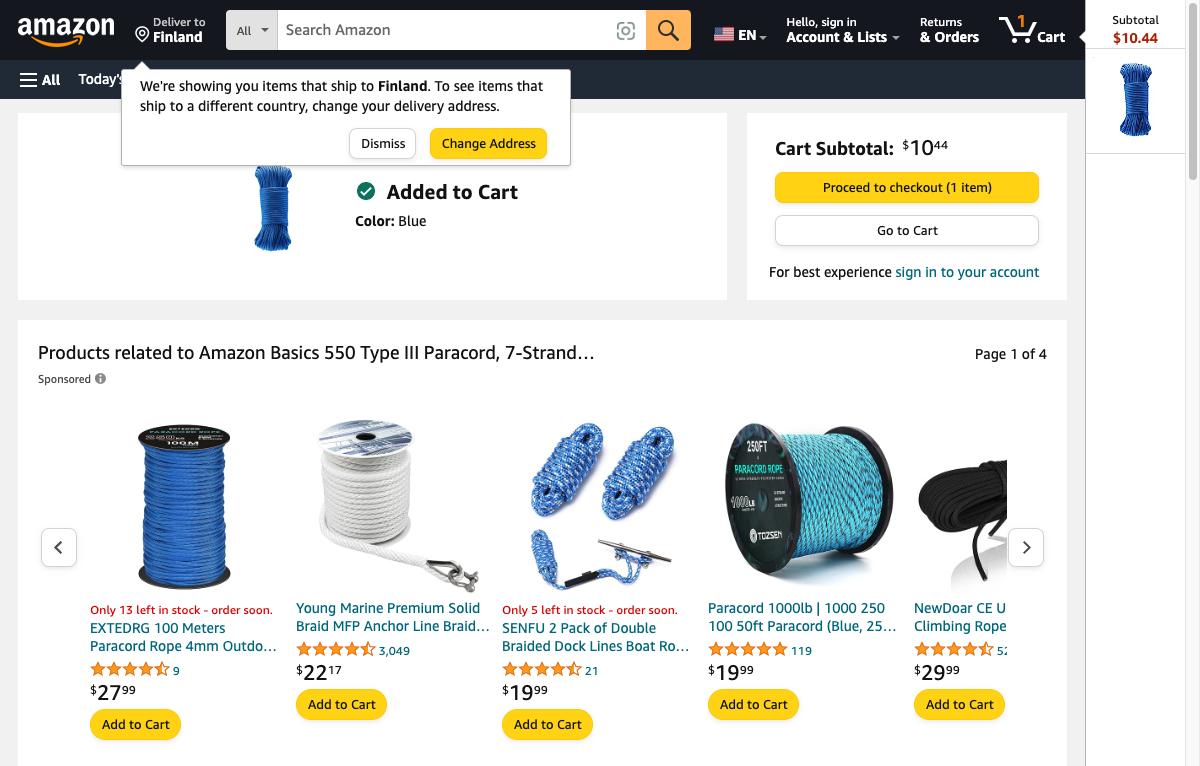 amazon
Deliver to
Finland
All
Search Amazon
EN
Hello, sign in
Account & Lists
Returns
& Orders
1
Cart
Subtotal
$10.44
All
Today's
We're showing you items that ship to Finland. To see items that
ship to a different country, change your delivery address.
Dismiss
Change Address
Added to Cart
Color: Blue
Cart Subtotal: $10 44
Proceed to checkout (1 item)
Go to Cart
For best experience sign in to your account
Products related to Amazon Basics 550 Type III Paracord, 7-Strand…
Page 1 of 4
Sponsored
PARACORD ROPE
100M
250FT
PARACORD ROPE
1000LB
TOZSEN
Only 13 left in stock - order soon.
EXTEDRG 100 Meters
Paracord Rope 4mm Outdo…
9
$27 99
Add to Cart
Young Marine Premium Solid
Braid MFP Anchor Line Braid…
3,049
$22 17
Add to Cart
Only 5 left in stock - order soon.
SENFU 2 Pack of Double
Braided Dock Lines Boat Ro…
21
$19 99
Add to Cart
Paracord 1000lb | 1000 250
100 50ft Paracord (Blue, 25…
119
$19 99
Add to Cart
NewDoar CE U
Climbing Rope
52
$29 99
Add to Cart